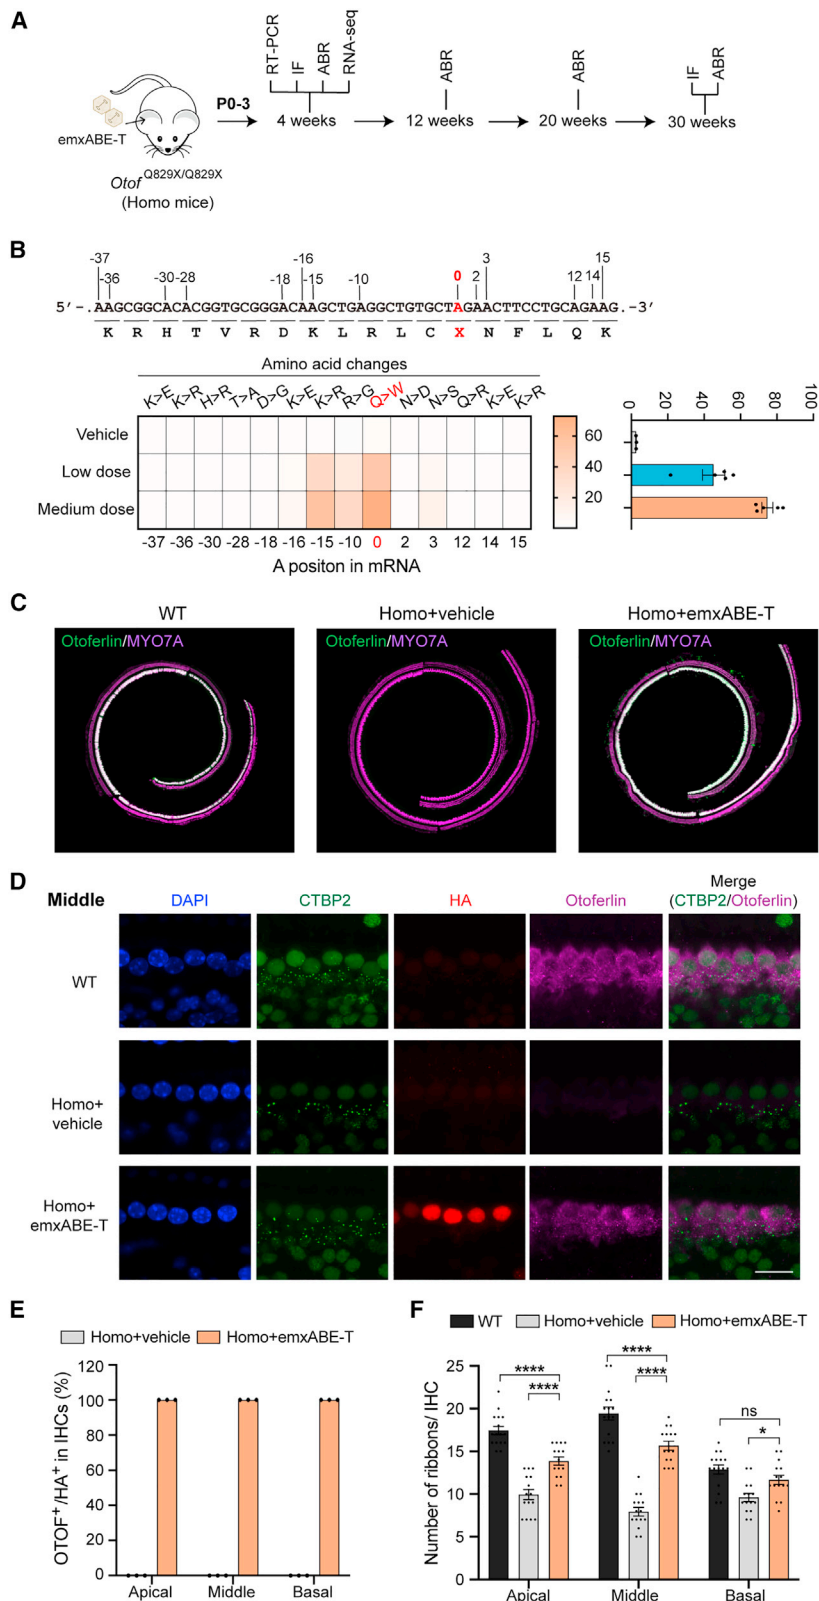 A
RT-PCR
IF
ABR
RNA-seq
ABR
ABR
IF
ABR
P0-3
4 weeks
12 weeks
20 weeks
30 weeks
emxABE-T
Otof Q829X/Q829X
(Homo mice)
B
-37
-36
-30
-28
-18
-16
-15
-10
0
2
3
12
14
15
5′-.AAGCGGCACACGGTGCGGGACAAGCTGAGGCTGTGCTAGAACTTCCTGCAGAAG.-3′
K R H T V R D K L R L C X N F L Q K
Amino acid changes
K>E K>R H>R T>A D>G K>E K>R R>G Q>W N>D N>S Q>R K>E K>R
Vehicle
Low dose
Medium dose
-37 -36 -30 -28 -18 -16 -15 -10 0 2 3 12 14 15
A positon in mRNA
60
40
20
0 20 40 60 80 100
C
WT
Homo+vehicle
Homo+emxABE-T
Otoferlin/MYO7A
Otoferlin/MYO7A
Otoferlin/MYO7A
D
Middle
DAPI
CTBP2
HA
Otoferlin
Merge
(CTBP2/Otoferlin)
WT
Homo+
vehicle
Homo+
emxABE-T
E
Homo+vehicle
Homo+emxABE-T
OTOF+/HA+ in IHCs (%)
120
100
80
60
40
20
0
Apical Middle Basal
F
WT
Homo+vehicle
Homo+emxABE-T
Number of ribbons/ IHC
25
20
15
10
5
0
****
****
****
****
ns
*
Apical Middle Basal